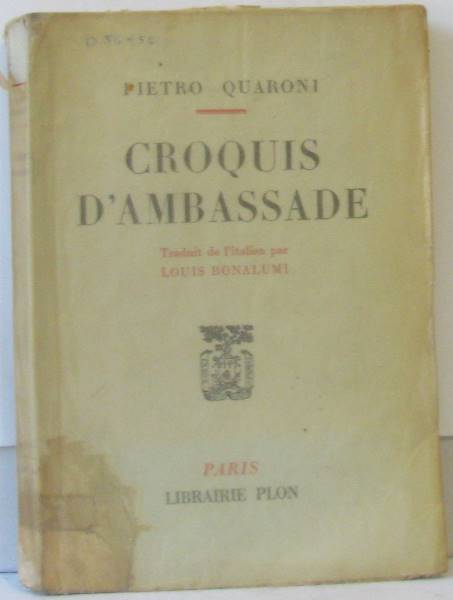 PIETRO QUARONI
CROQUIS
D'AMBASSADE
Traduit de l'italien par
LOUIS BONALUMI
PARIS
LIBRAIRIE PLON